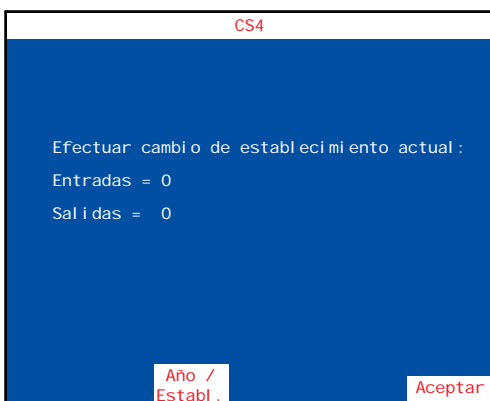 CS4
Efectuar cambio de establecimiento actual:
Entradas = 0
Salidas = 0
Año /
Establ.
Aceptar